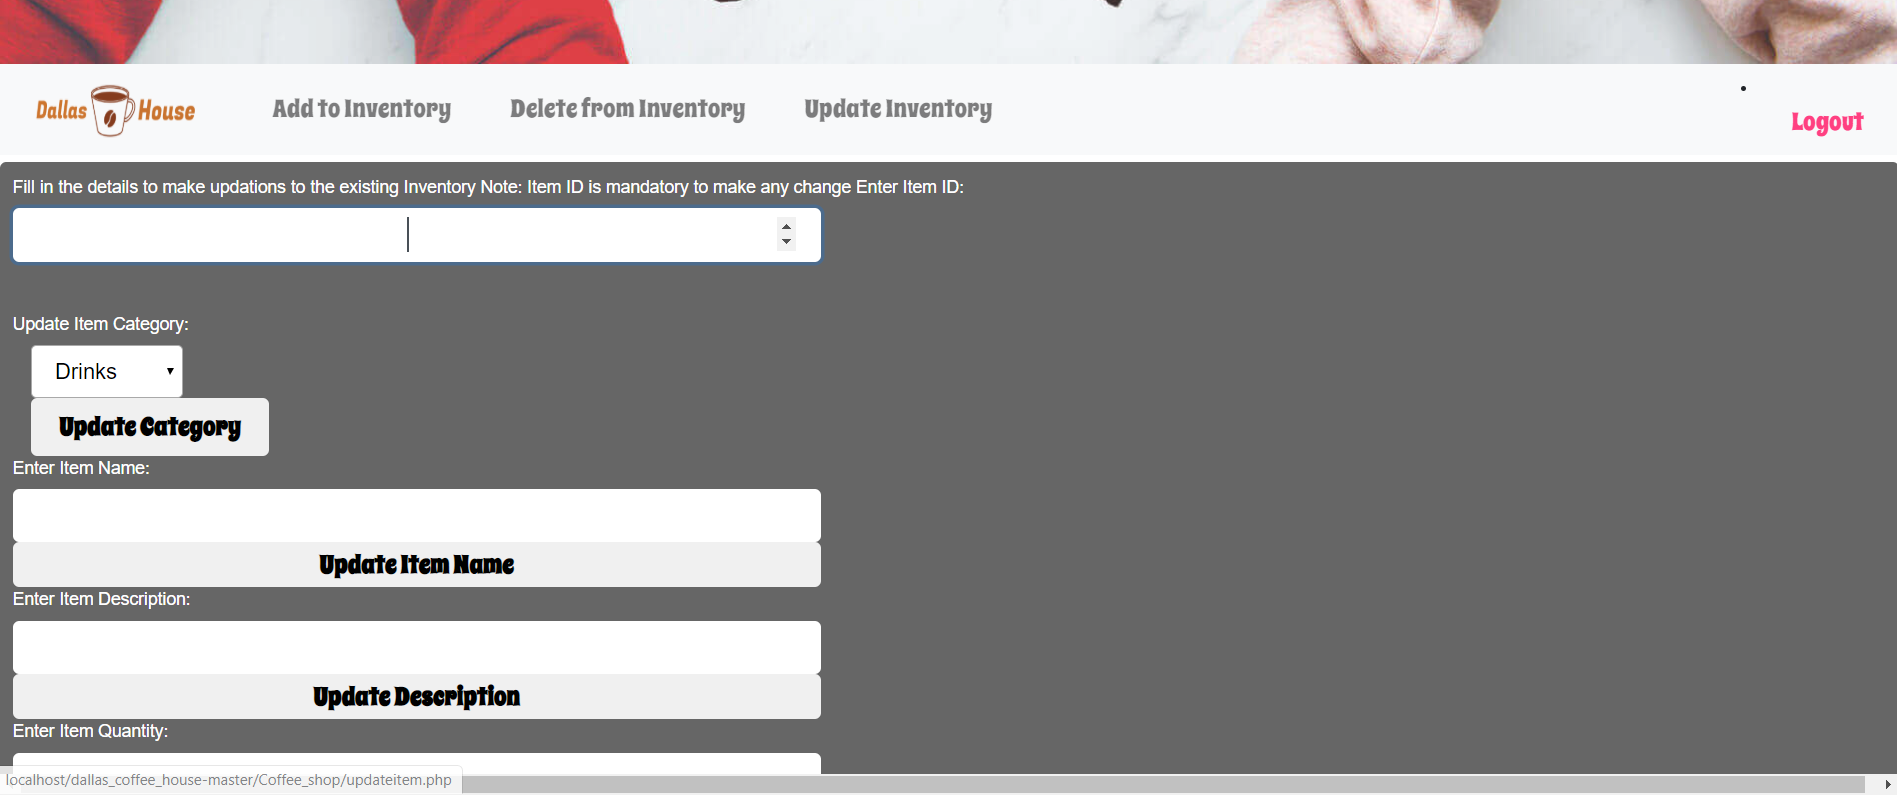 Dallas House
Add to Inventory
Delete from Inventory
Update Inventory
Logout
Fill in the details to make updations to the existing Inventory Note: Item ID is mandatory to make any change Enter Item ID:
Update Item Category:
Drinks
Update Category
Enter Item Name:
Update Item Name
Enter Item Description:
Update Description
Enter Item Quantity:
localhost/dallas_coffee_house-master/Coffee_shop/updateitem.php